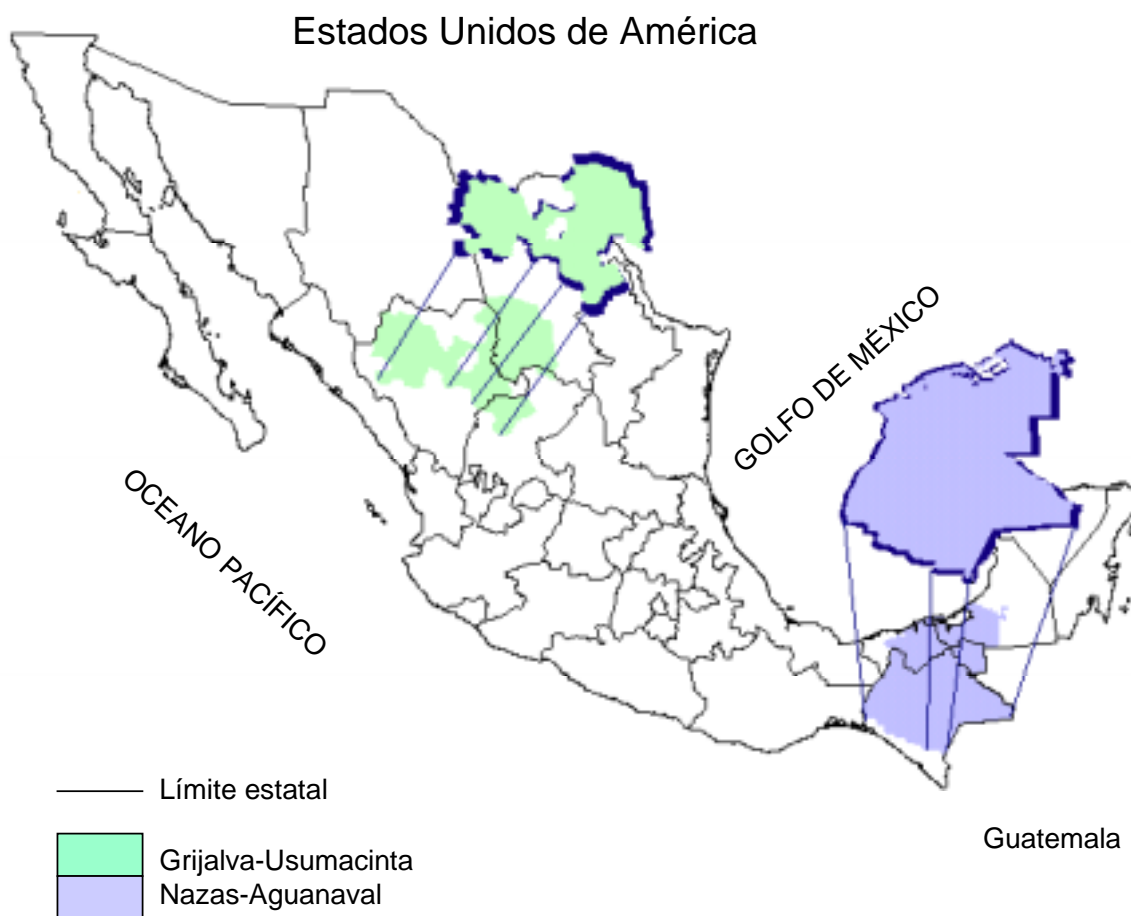 Estados Unidos de América
GOLFO DE MÉXICO
OCEANO PACÍFICO
Límite estatal
Guatemala
Grijalva-Usumacinta
Nazas-Aguanaval